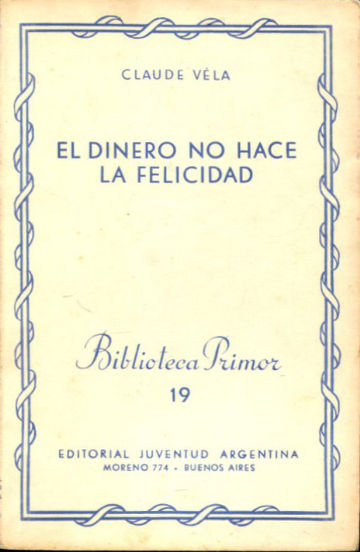 CLAUDE VÉLA
EL DINERO NO HACE
LA FELICIDAD
Biblioteca Primor
19
EDITORIAL JUVENTUD ARGENTINA
MORENO 774 - BUENOS AIRES